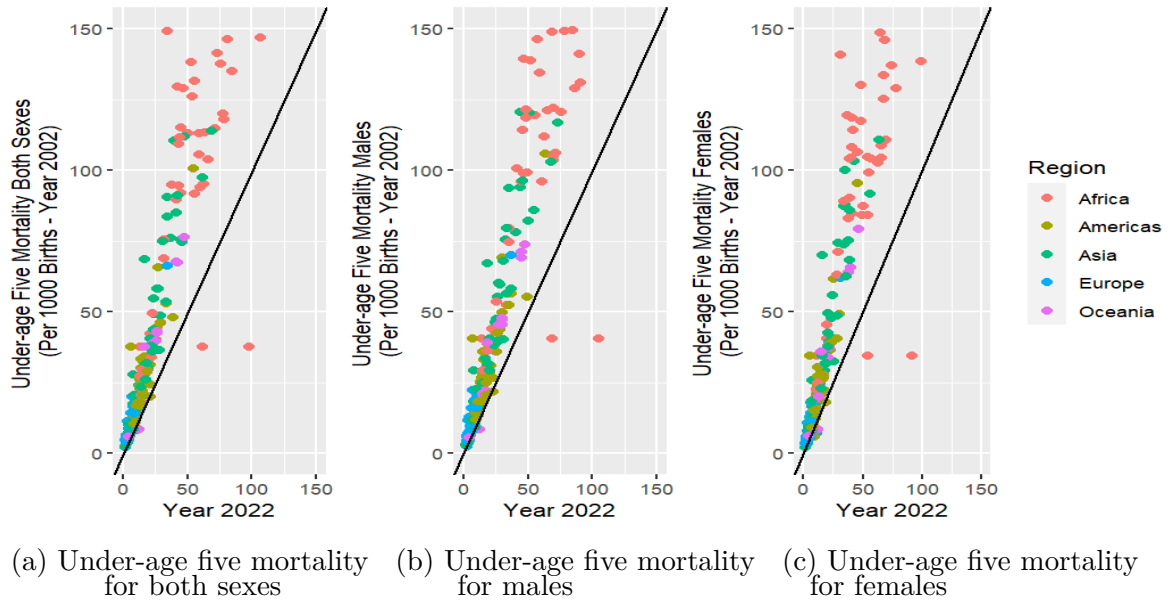 Under-age Five Mortality Both Sexes
(Per 1000 Births - Year 2002)
150
100
50
0
0 50 100 150
Year 2022
Under-age Five Mortality Males
(Per 1000 Births - Year 2002)
150
100
50
0
0 50 100 150
Year 2022
Under-age Five Mortality Females
(Per 1000 Births - Year 2002)
150
100
50
0
0 50 100 150
Year 2022
Region
Africa
Americas
Asia
Europe
Oceania
(a) Under-age five mortality
for both sexes
(b) Under-age five mortality
for males
(c) Under-age five mortality
for females